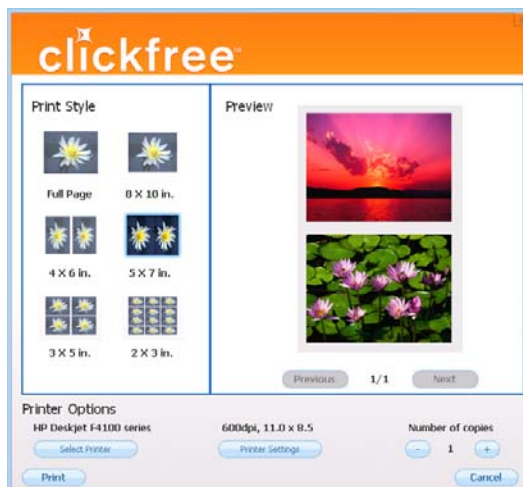 clickfree
Print Style
Full Page
8 X 10 in.
4 X 6 in.
5 X 7 in.
3 X 5 in.
2 X 3 in.
Preview
Previous
1/1
Next
Printer Options
HP Deskjet F4100 series
600dpi, 11.0 x 8.5
Number of copies
Select Printer
Printer Settings
- 1 +
Print
Cancel